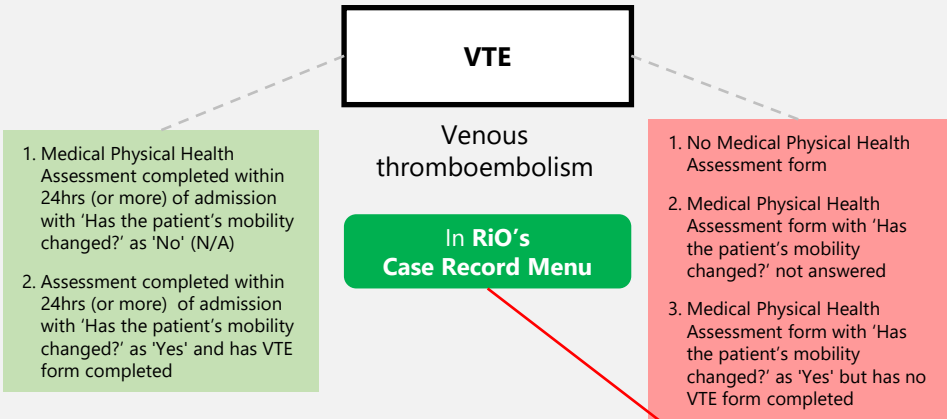 VTE
Venous
thromboembolism
In RiO’s
Case Record Menu
1. Medical Physical Health
Assessment completed within
24hrs (or more) of admission
with ‘Has the patient’s mobility
changed?’ as 'No' (N/A)
2. Assessment completed within
24hrs (or more) of admission
with ‘Has the patient’s mobility
changed?’ as 'Yes' and has VTE
form completed
1. No Medical Physical Health
Assessment form
2. Medical Physical Health
Assessment form with ‘Has
the patient’s mobility
changed?’ not answered
3. Medical Physical Health
Assessment form with ‘Has
the patient’s mobility
changed?’ as 'Yes' but has no
VTE form completed